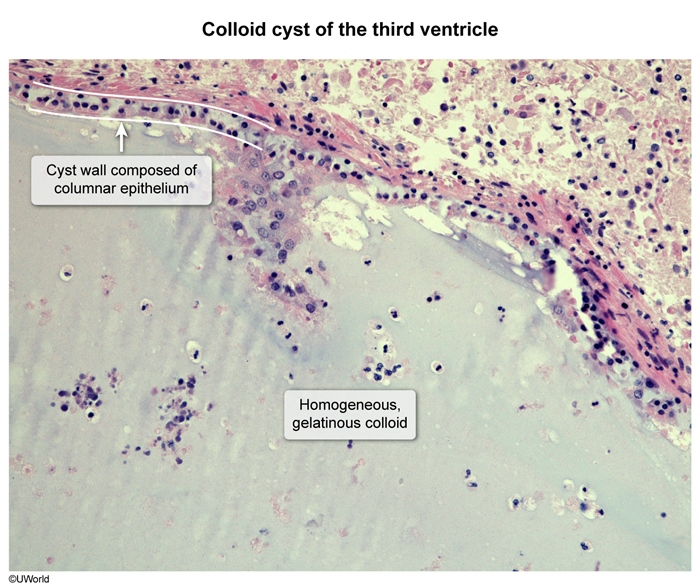 Colloid cyst of the third ventricle
Cyst wall composed of
columnar epithelium
Homogeneous,
gelatinous colloid
©UWorld